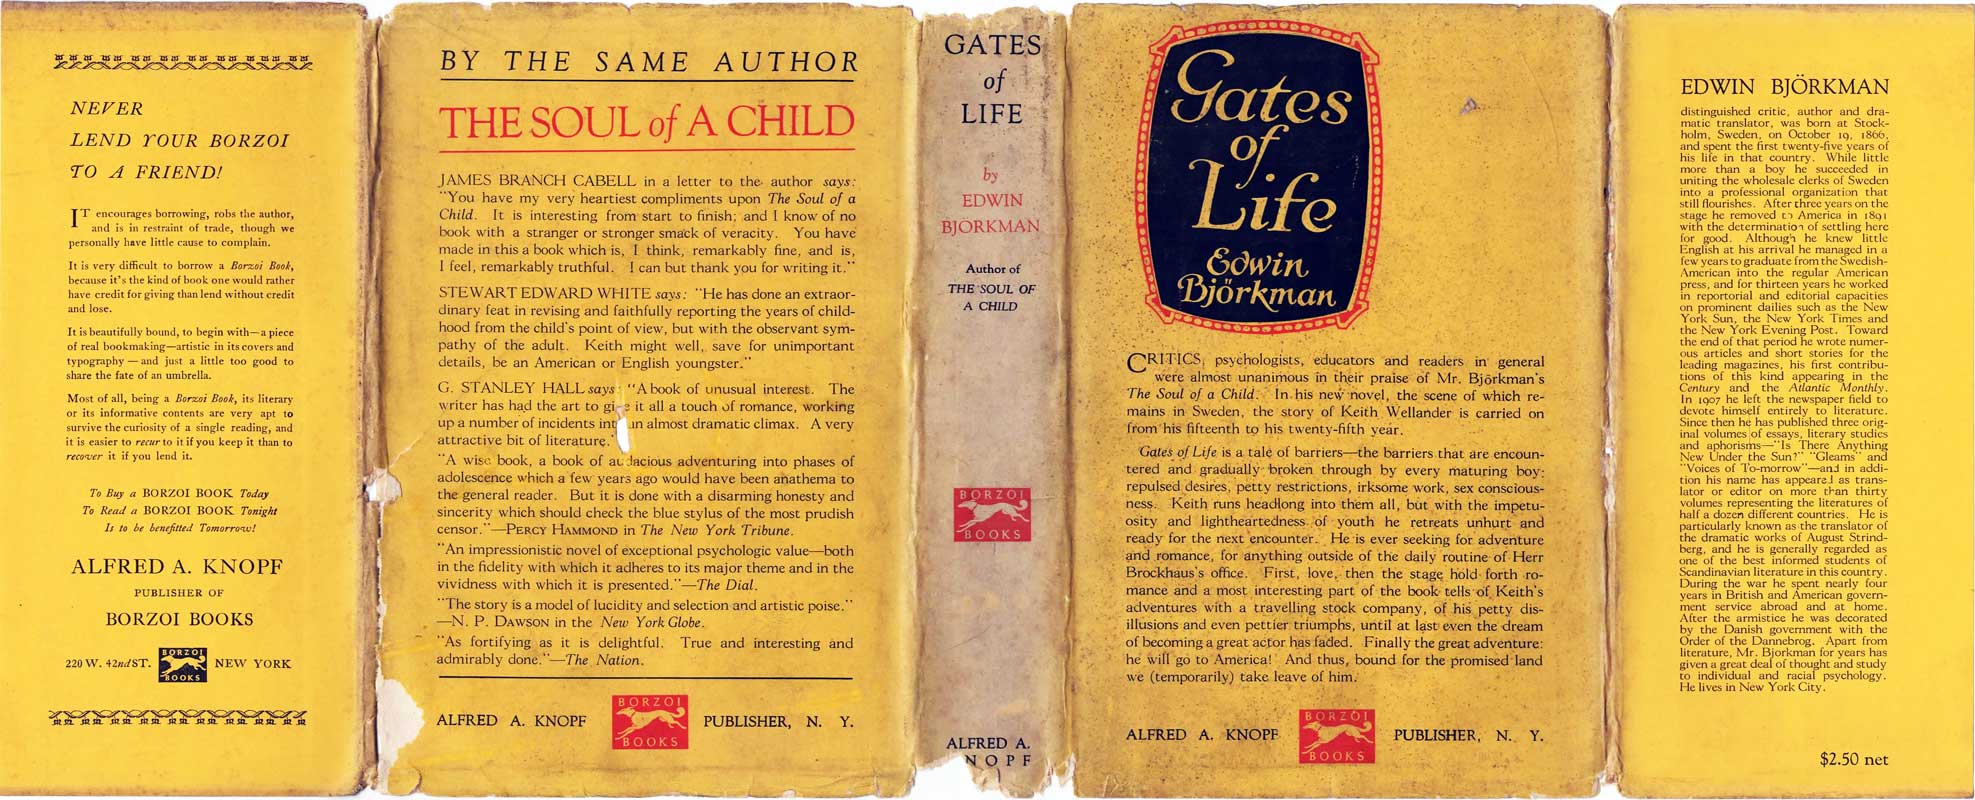 NEVER
LEND YOUR BORZOI
TO A FRIEND!
IT encourages borrowing, robs the author,
and is in restraint of trade, though we
personally have little cause to complain.
It is very difficult to borrow a Borzoi Book,
because it's the kind of book one would rather
have credit for giving than lend without credit
and lose.
It is beautifully bound, to begin with—a piece
of real bookmaking—artistic in its covers and
typography—and just a little too good to
share the fate of an umbrella.
Most of all, being a Borzoi Book, its literary
or its informative contents are very apt to
survive the curiosity of a single reading, and
it is easier to recur to it if you keep it than to
recover it if you lend it.
To Buy a BORZOI BOOK Today
To Read a BORZOI BOOK Tonight
Is to be benefitted Tomorrow!
ALFRED A. KNOPF
PUBLISHER OF
BORZOI BOOKS
220 W. 42nd ST. BORZOI BOOKS NEW YORK
BY THE SAME AUTHOR
THE SOUL of A CHILD
JAMES BRANCH CABELL in a letter to the author says:
"You have my very heartiest compliments upon The Soul of a
Child. It is interesting from start to finish; and I know of no
book with a stranger or stronger smack of veracity. You have
made in this a book which is, I think, remarkably fine, and is,
I feel, remarkably truthful. I can but thank you for writing it."
STEWART EDWARD WHITE says: "He has done an extraor-
dinary feat in revising and faithfully reporting the years of child-
hood from the child's point of view, but with the observant sym-
pathy of the adult. Keith might well, save for unimportant
details, be an American or English youngster."
G. STANLEY HALL says: "A book of unusual interest. The
writer has had the art to give it all a touch of romance, working
up a number of incidents into an almost dramatic climax. A very
attractive bit of literature."
"A wise book, a book of audacious adventuring into phases of
adolescence which a few years ago would have been anathema to
the general reader. But it is done with a disarming honesty and
sincerity which should check the blue stylus of the most prudish
censor."—PERCY HAMMOND in The New York Tribune.
"An impressionistic novel of exceptional psychologic value—both
in the fidelity with which it adheres to its major theme and in the
vividness with which it is presented."—The Dial.
"The story is a model of lucidity and selection and artistic poise."
—N. P. DAWSON in the New York Globe.
"As fortifying as it is delightful. True and interesting and
admirably done."—The Nation.
ALFRED A. KNOPF BORZOI BOOKS PUBLISHER, N. Y.
GATES
of
LIFE
by
EDWIN
BJÖRKMAN
Author of
THE SOUL OF
A CHILD
BORZOI
BOOKS
ALFRED A.
KNOPF
Gates
of
Life
Edwin
Björkman
CRITICS, psychologists, educators and readers in general
were almost unanimous in their praise of Mr. Björkman's
The Soul of a Child. In his new novel, the scene of which re-
mains in Sweden, the story of Keith Wellander is carried on
from his fifteenth to his twenty-fifth year.
Gates of Life is a tale of barriers—the barriers that are encoun-
tered and gradually broken through by every maturing boy:
repulsed desires, petty restrictions, irksome work, sex conscious-
ness. Keith runs headlong into them all, but with the impetu-
osity and lightheartedness of youth he retreats unhurt and
ready for the next encounter. He is ever seeking for adventure
and romance, for anything outside of the daily routine of Herr
Brockhaus's office. First, love, then the stage hold forth ro-
mance and a most interesting part of the book tells of Keith's
adventures with a travelling stock company, of his petty dis-
illusions and even pettier triumphs, until at last even the dream
of becoming a great actor has faded. Finally the great adventure:
he will go to America! And thus, bound for the promised land
we (temporarily) take leave of him.
ALFRED A. KNOPF BORZOI BOOKS PUBLISHER, N. Y.
EDWIN BJÖRKMAN
distinguished critic, author and dra-
matic translator, was born at Stock-
holm, Sweden, on October 19, 1866,
and spent the first twenty-five years of
his life in that country. While little
more than a boy he succeeded in
uniting the wholesale clerks of Sweden
into a professional organization that
still flourishes. After three years on the
stage he removed to America in 1891
with the determination of settling here
for good. Although he knew little
English at his arrival he managed in a
few years to graduate from the Swedish-
American into the regular American
press, and for thirteen years he worked
in reportorial and editorial capacities
on prominent dailies such as the New
York Sun, the New York Times and
the New York Evening Post. Toward
the end of that period he wrote numer-
ous articles and short stories for the
leading magazines, his first contribu-
tions of this kind appearing in the
Century and the Atlantic Monthly.
In 1907 he left the newspaper field to
devote himself entirely to literature.
Since then he has published three orig-
inal volumes of essays, literary studies
and aphorisms—"Is There Anything
New Under the Sun?" "Gleams" and
"Voices of To-morrow"—and in addi-
tion his name has appeared as trans-
lator or editor on more than thirty
volumes representing the literatures of
half a dozen different countries. He is
particularly known as the translator of
the dramatic works of August Strind-
berg, and he is generally regarded as
one of the best informed students of
Scandinavian literature in this country.
During the war he spent nearly four
years in British and American govern-
ment service abroad and at home.
After the armistice he was decorated
by the Danish government with the
Order of the Dannebrog. Apart from
literature, Mr. Bjorkman for years has
given a great deal of thought and study
to individual and racial psychology.
He lives in New York City.
$2.50 net